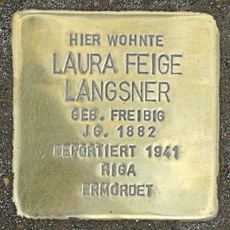 HIER WOHNTE
LAURA FEIGE
LANGSNER
GEB. FREIBIG
JG. 1882
DEPORTIERT 1941
RIGA
ERMORDET